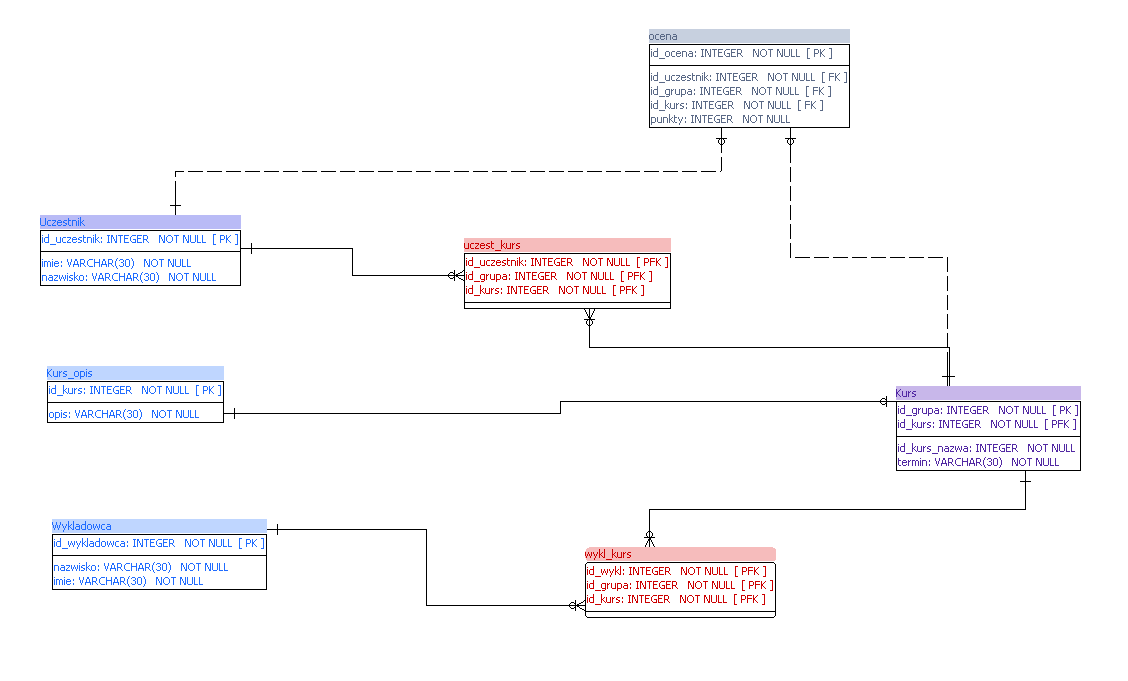 ocena
id_ocena: INTEGER NOT NULL [ PK ]
id_uczestnik: INTEGER NOT NULL [ FK ]
id_grupa: INTEGER NOT NULL [ FK ]
id_kurs: INTEGER NOT NULL [ FK ]
punkty: INTEGER NOT NULL
Uczestnik
id_uczestnik: INTEGER NOT NULL [ PK ]
imie: VARCHAR(30) NOT NULL
nazwisko: VARCHAR(30) NOT NULL
uczest_kurs
id_uczestnik: INTEGER NOT NULL [ PFK ]
id_grupa: INTEGER NOT NULL [ PFK ]
id_kurs: INTEGER NOT NULL [ PFK ]
Kurs_opis
id_kurs: INTEGER NOT NULL [ PK ]
opis: VARCHAR(30) NOT NULL
Kurs
id_grupa: INTEGER NOT NULL [ PK ]
id_kurs: INTEGER NOT NULL [ PFK ]
id_kurs_nazwa: INTEGER NOT NULL
termin: VARCHAR(30) NOT NULL
Wykladowca
id_wykladowca: INTEGER NOT NULL [ PK ]
nazwisko: VARCHAR(30) NOT NULL
imie: VARCHAR(30) NOT NULL
wykl_kurs
id_wykl: INTEGER NOT NULL [ PFK ]
id_grupa: INTEGER NOT NULL [ PFK ]
id_kurs: INTEGER NOT NULL [ PFK ]